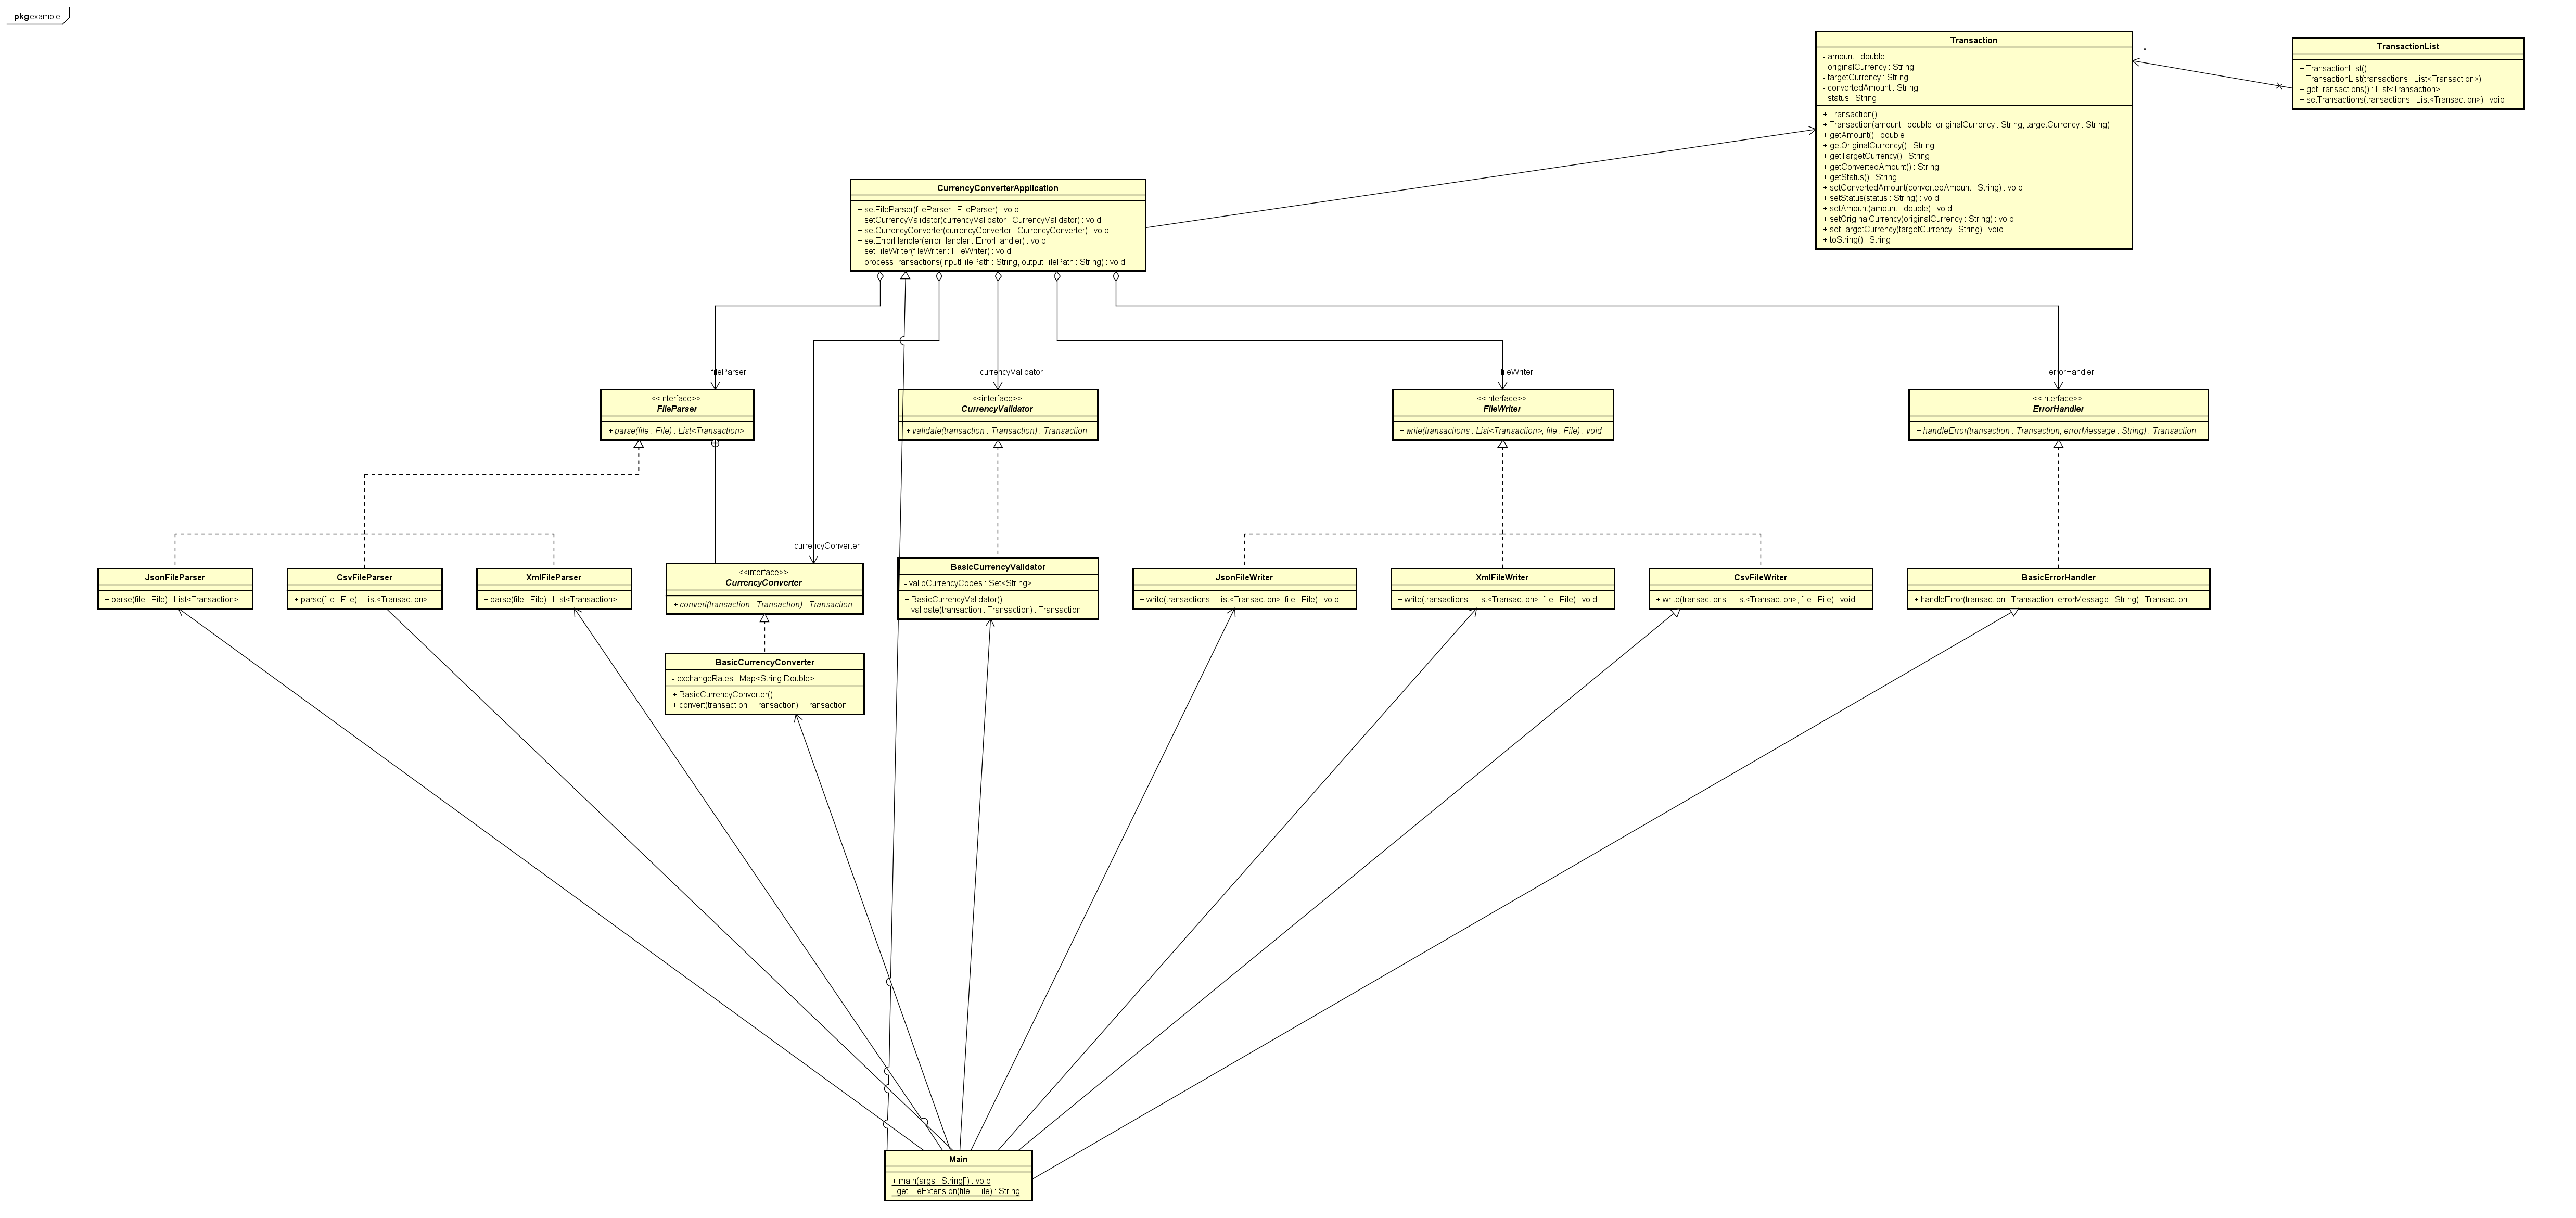 pkg example
Transaction
- amount : double
- originalCurrency : String
- targetCurrency : String
- convertedAmount : String
- status : String
+ Transaction()
+ Transaction(amount : double, originalCurrency : String, targetCurrency : String)
+ getAmount() : double
+ getOriginalCurrency() : String
+ getTargetCurrency() : String
+ getConvertedAmount() : String
+ getStatus() : String
+ setConvertedAmount(convertedAmount : String) : void
+ setStatus(status : String) : void
+ setAmount(amount : double) : void
+ setOriginalCurrency(originalCurrency : String) : void
+ setTargetCurrency(targetCurrency : String) : void
+ toString() : String
*
TransactionList
+ TransactionList()
+ TransactionList(transactions : List<Transaction>)
+ getTransactions() : List<Transaction>
+ setTransactions(transactions : List<Transaction>) : void
CurrencyConverterApplication
+ setFileParser(fileParser : FileParser) : void
+ setCurrencyValidator(currencyValidator : CurrencyValidator) : void
+ setCurrencyConverter(currencyConverter : CurrencyConverter) : void
+ setErrorHandler(errorHandler : ErrorHandler) : void
+ setFileWriter(fileWriter : FileWriter) : void
+ processTransactions(inputFilePath : String, outputFilePath : String) : void
- fileParser
- currencyValidator
- fileWriter
- errorHandler
<<interface>>
FileParser
+ parse(file : File) : List<Transaction>
<<interface>>
CurrencyValidator
+ validate(transaction : Transaction) : Transaction
<<interface>>
FileWriter
+ write(transactions : List<Transaction>, file : File) : void
<<interface>>
ErrorHandler
+ handleError(transaction : Transaction, errorMessage : String) : Transaction
- currencyConverter
JsonFileParser
+ parse(file : File) : List<Transaction>
CsvFileParser
+ parse(file : File) : List<Transaction>
XmlFileParser
+ parse(file : File) : List<Transaction>
<<interface>>
CurrencyConverter
+ convert(transaction : Transaction) : Transaction
BasicCurrencyValidator
- validCurrencyCodes : Set<String>
+ BasicCurrencyValidator()
+ validate(transaction : Transaction) : Transaction
JsonFileWriter
+ write(transactions : List<Transaction>, file : File) : void
XmlFileWriter
+ write(transactions : List<Transaction>, file : File) : void
CsvFileWriter
+ write(transactions : List<Transaction>, file : File) : void
BasicErrorHandler
+ handleError(transaction : Transaction, errorMessage : String) : Transaction
BasicCurrencyConverter
- exchangeRates : Map<String,Double>
+ BasicCurrencyConverter()
+ convert(transaction : Transaction) : Transaction
Main
+ main(args : String[]) : void
- getFileExtension(file : File) : String